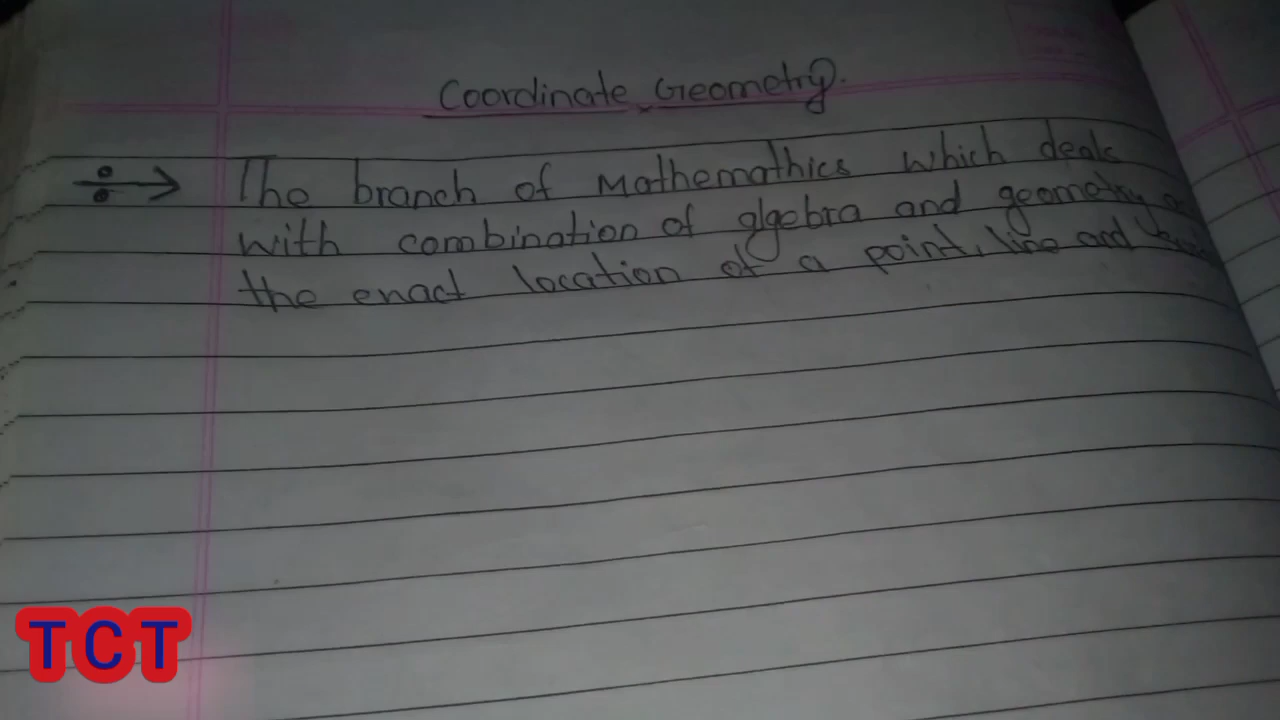 Coordinate Geometry.
The branch of Mathemathics which deals
with combination of algebra and geometry
the enact location of a point, line and
TCT